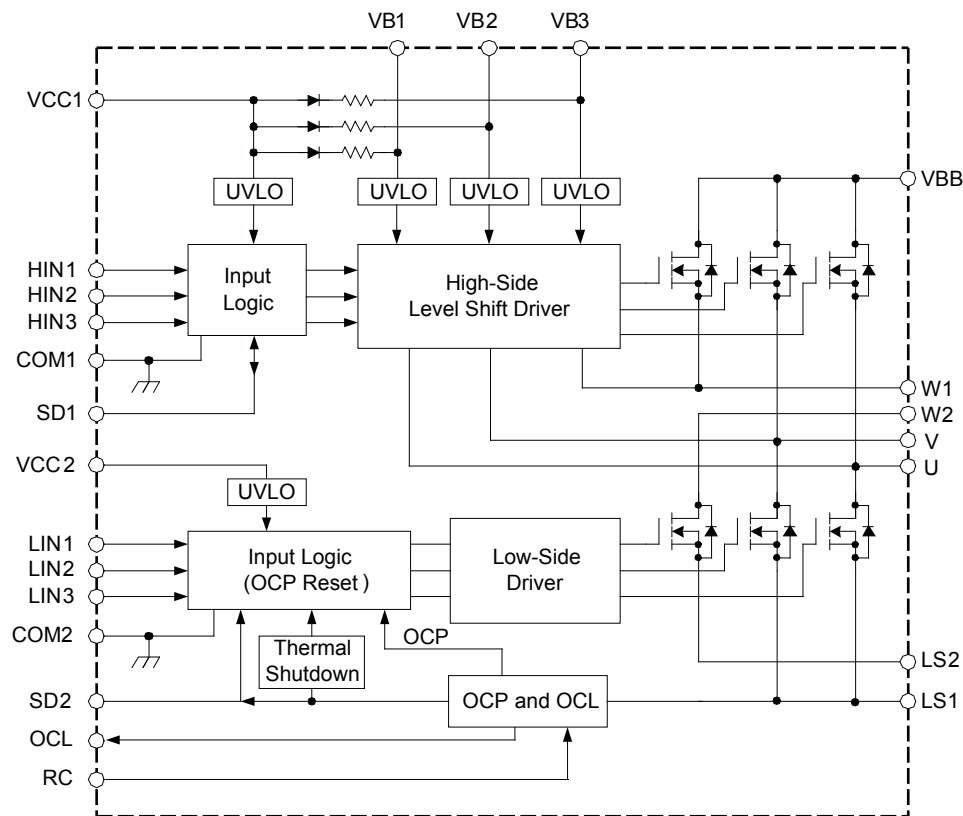 VB1 VB2 VB3
VCC1
UVLO UVLO UVLO UVLO
VBB
HIN1
HIN2
HIN3
Input
Logic
High-Side
Level Shift Driver
COM1
SD1
W1
W2
V
U
VCC2
UVLO
LIN1
LIN2
LIN3
Input Logic
(OCP Reset )
Low-Side
Driver
COM2
OCP
Thermal
Shutdown
LS2
SD2
OCP and OCL
LS1
OCL
RC